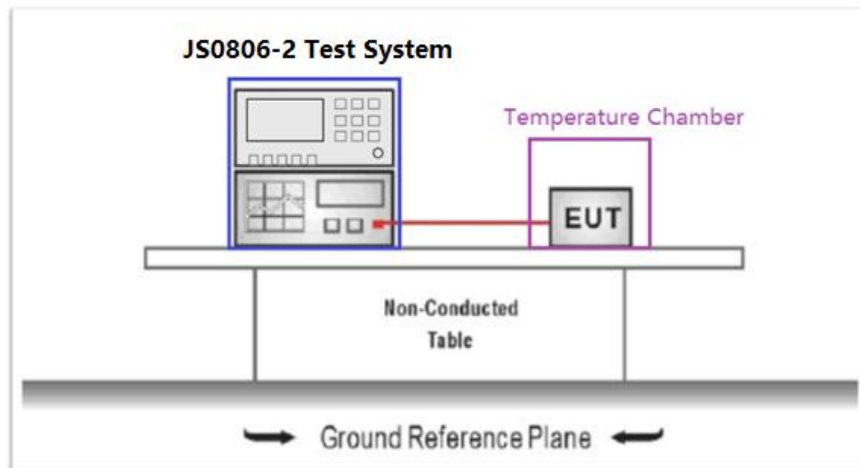 JS0806-2 Test System
Temperature Chamber
EUT
Non-Conducted
Table
Ground Reference Plane